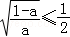 √((1-a)/a) ⩽ 1/2